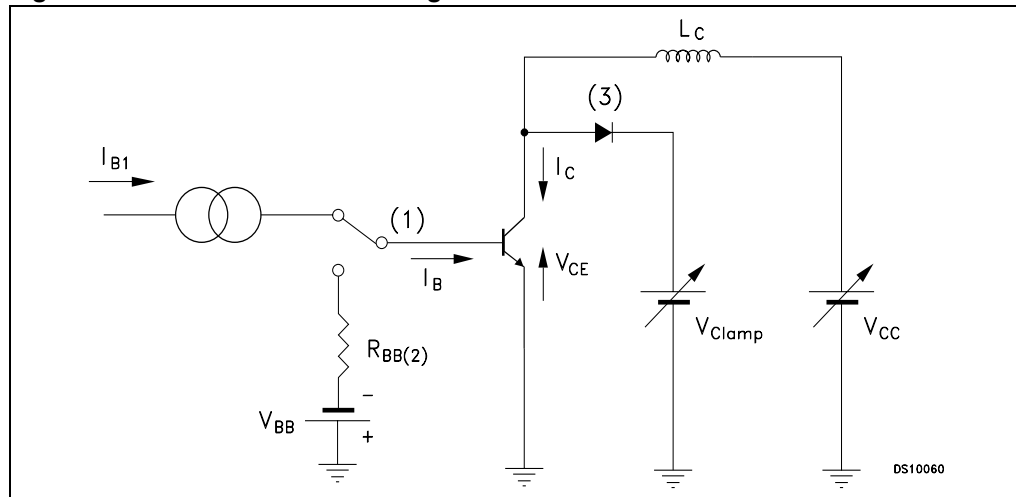 L_C
(3)
I_B1
I_C
(1)
I_B
V_CE
R_BB(2)
V_Clamp
V_CC
−
V_BB
+
DS10060